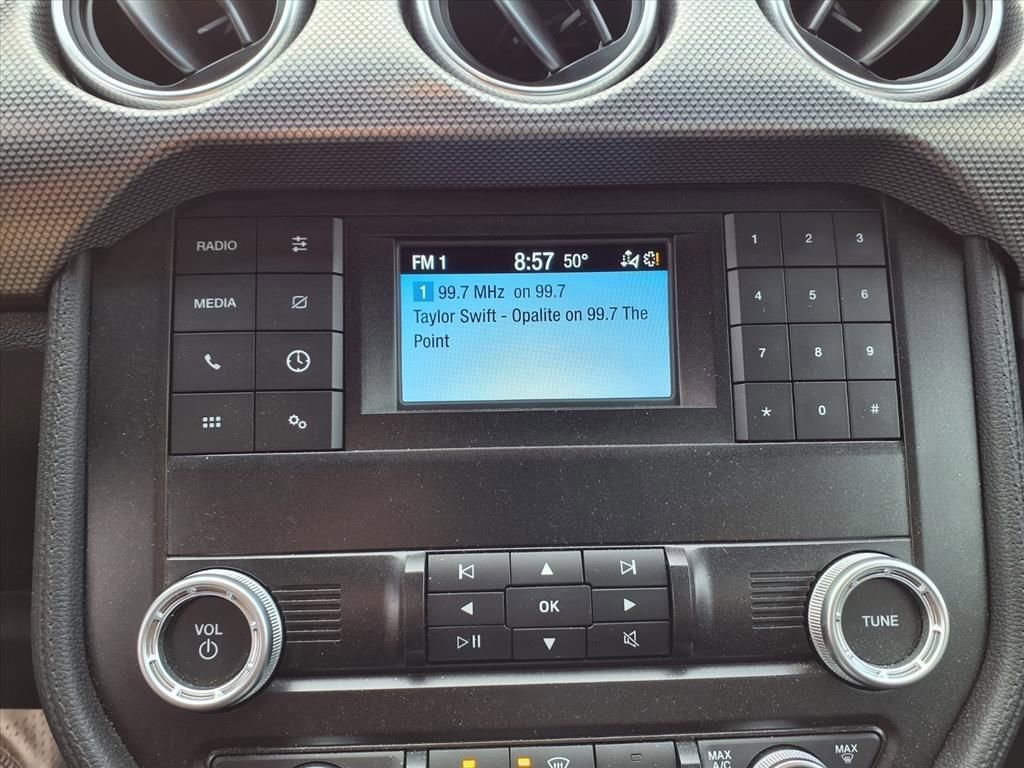 RADIO
MEDIA
FM 1 8:57 50°
1 99.7 MHz on 99.7
Taylor Swift - Opalite on 99.7 The
Point
1 2 3
4 5 6
7 8 9
* 0 #
VOL
OK
TUNE
MAX
A/C
MAX